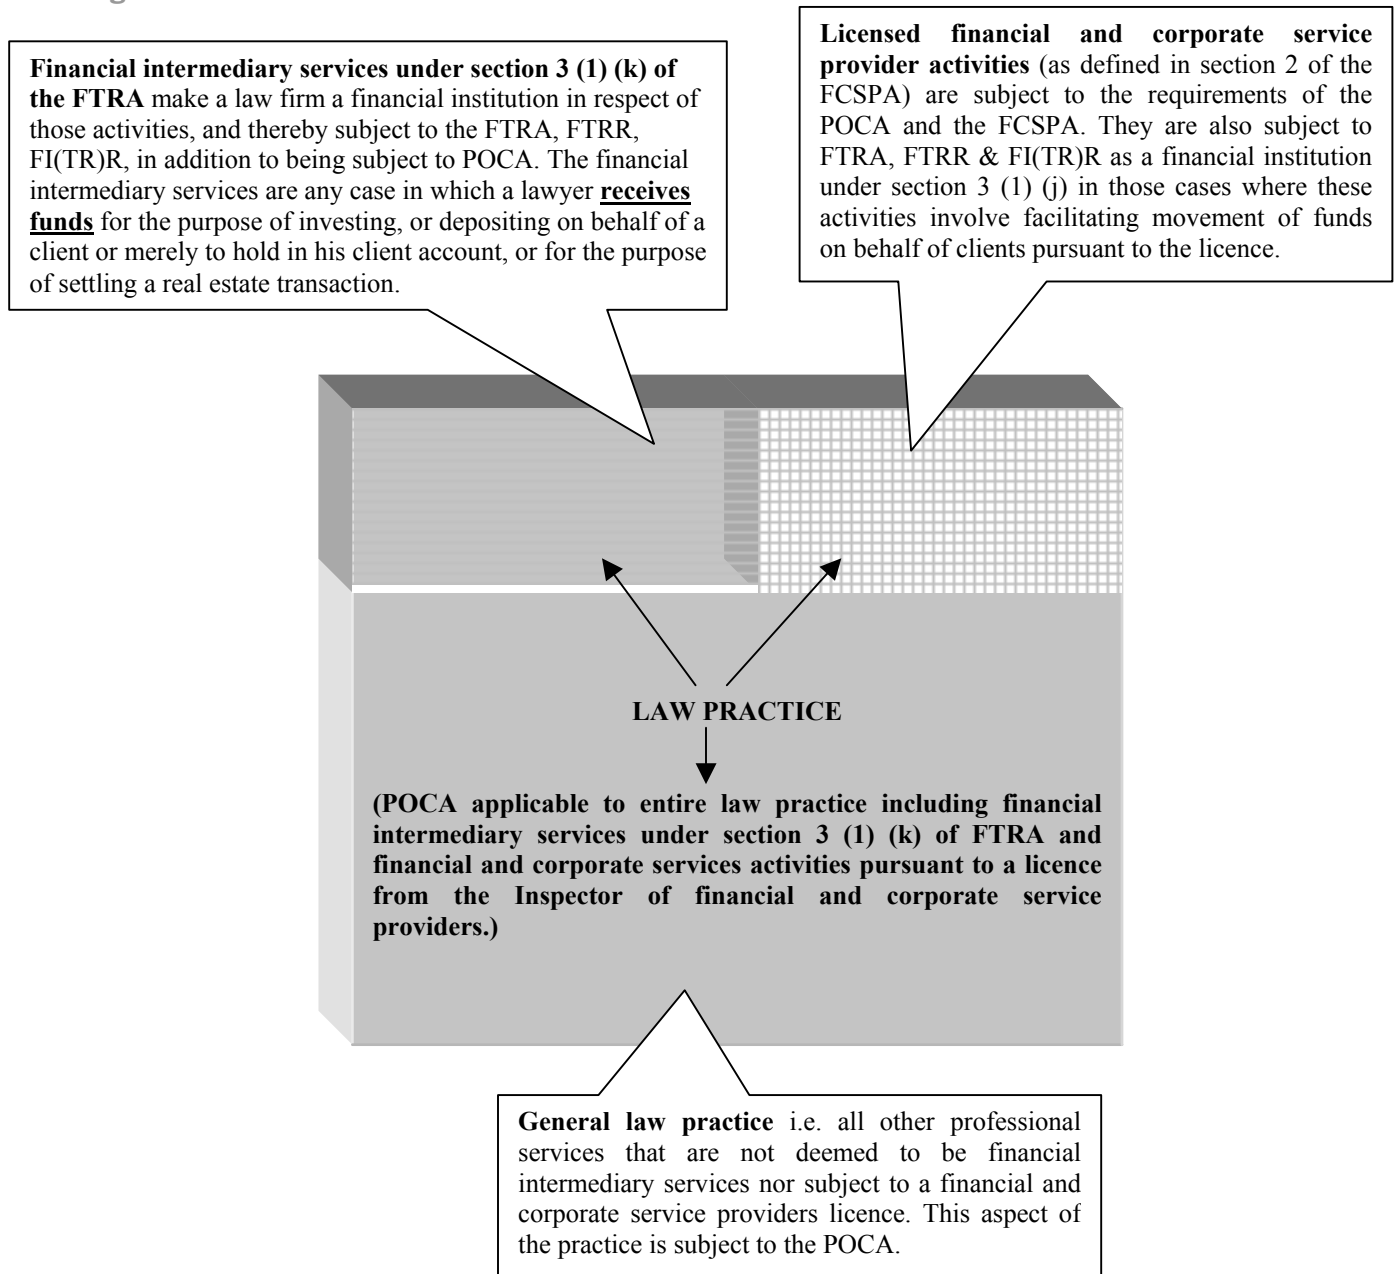 Financial intermediary services under section 3 (1) (k) of
the FTRA make a law firm a financial institution in respect of
those activities, and thereby subject to the FTRA, FTRR,
FI(TR)R, in addition to being subject to POCA. The financial
intermediary services are any case in which a lawyer receives
funds for the purpose of investing, or depositing on behalf of a
client or merely to hold in his client account, or for the purpose
of settling a real estate transaction.
Licensed financial and corporate service
provider activities (as defined in section 2 of the
FCSPA) are subject to the requirements of the
POCA and the FCSPA. They are also subject to
FTRA, FTRR & FI(TR)R as a financial institution
under section 3 (1) (j) in those cases where these
activities involve facilitating movement of funds
on behalf of clients pursuant to the licence.
LAW PRACTICE
(POCA applicable to entire law practice including financial
intermediary services under section 3 (1) (k) of FTRA and
financial and corporate services activities pursuant to a licence
from the Inspector of financial and corporate service
providers.)
General law practice i.e. all other professional
services that are not deemed to be financial
intermediary services nor subject to a financial and
corporate service providers licence. This aspect of
the practice is subject to the POCA.